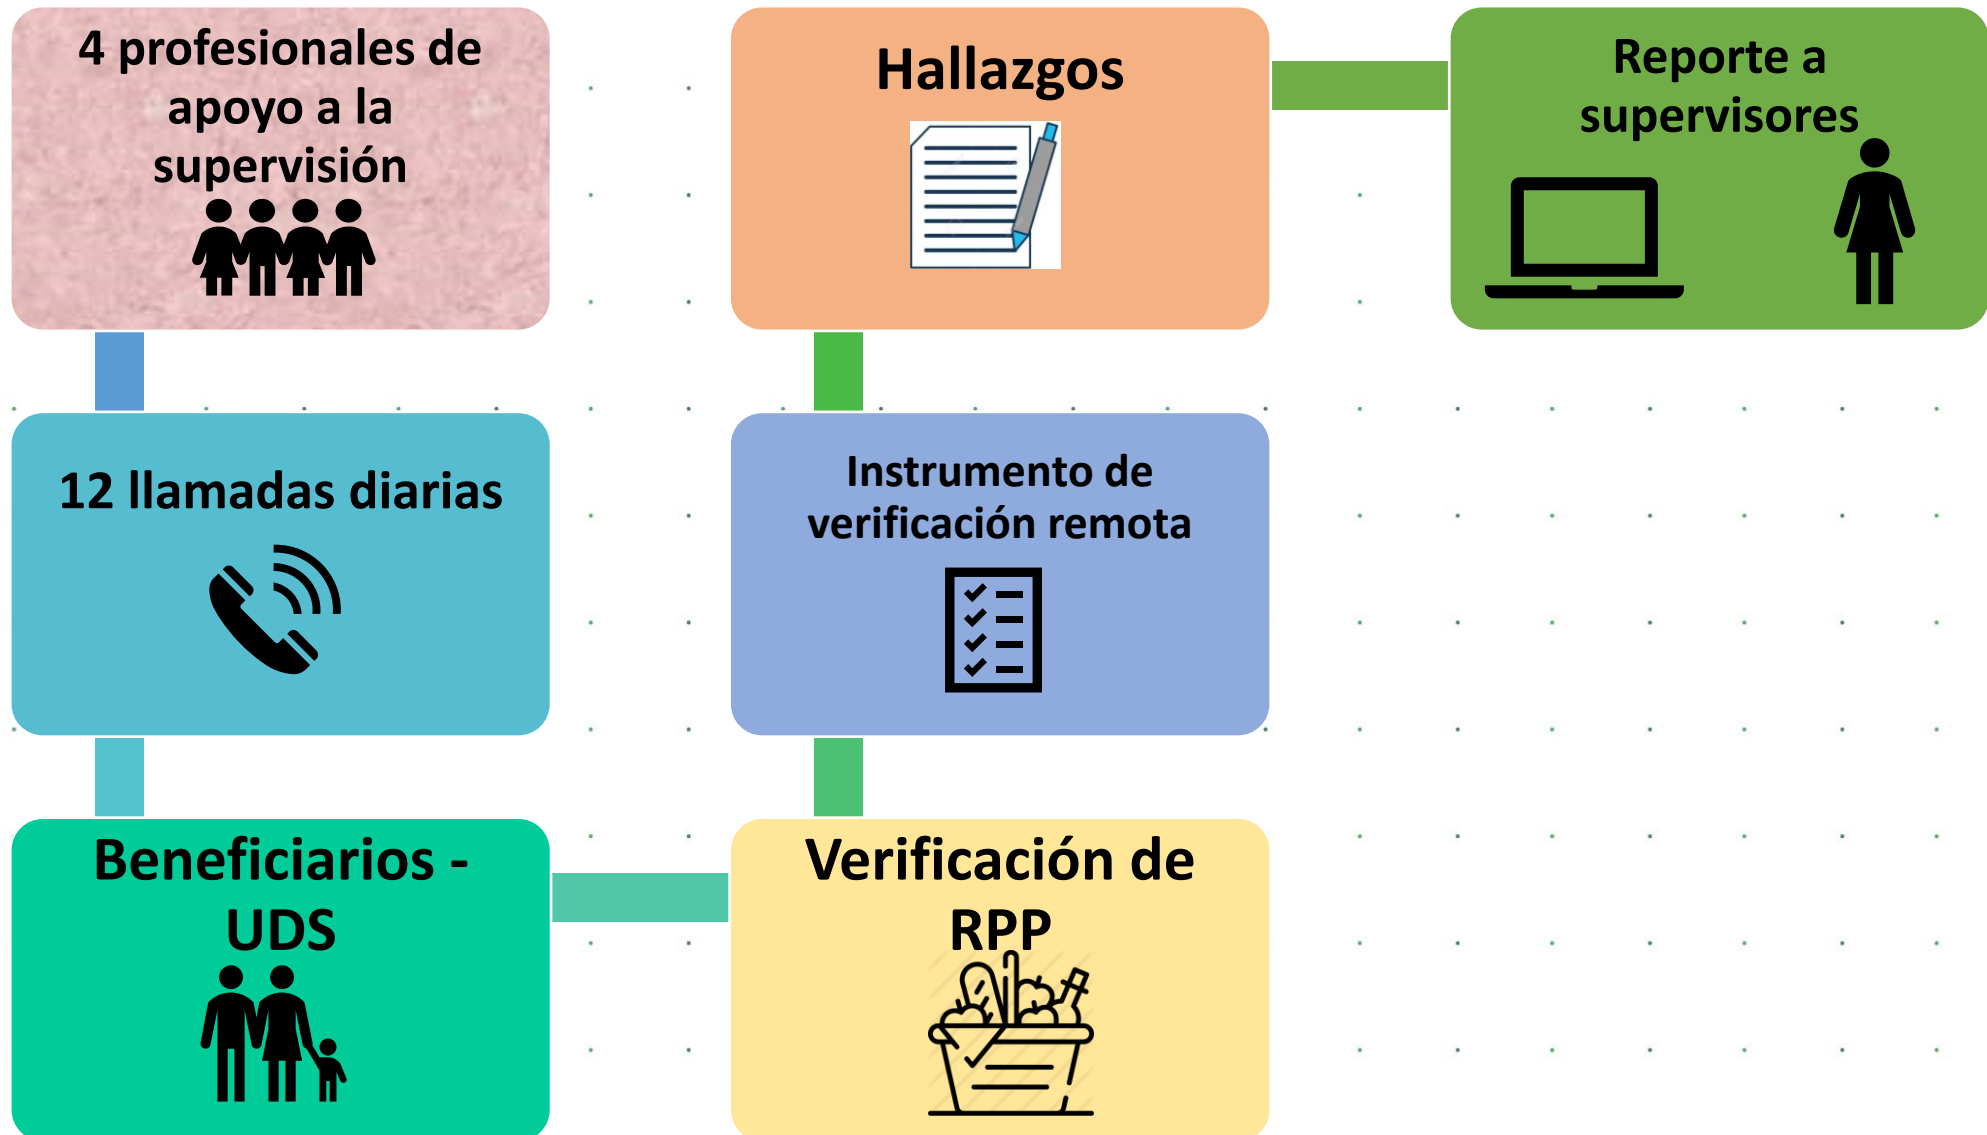 4 profesionales de
apoyo a la
supervisión
12 llamadas diarias
Beneficiarios -
UDS
Verificación de
RPP
Instrumento de
verificación remota
Hallazgos
Reporte a
supervisores